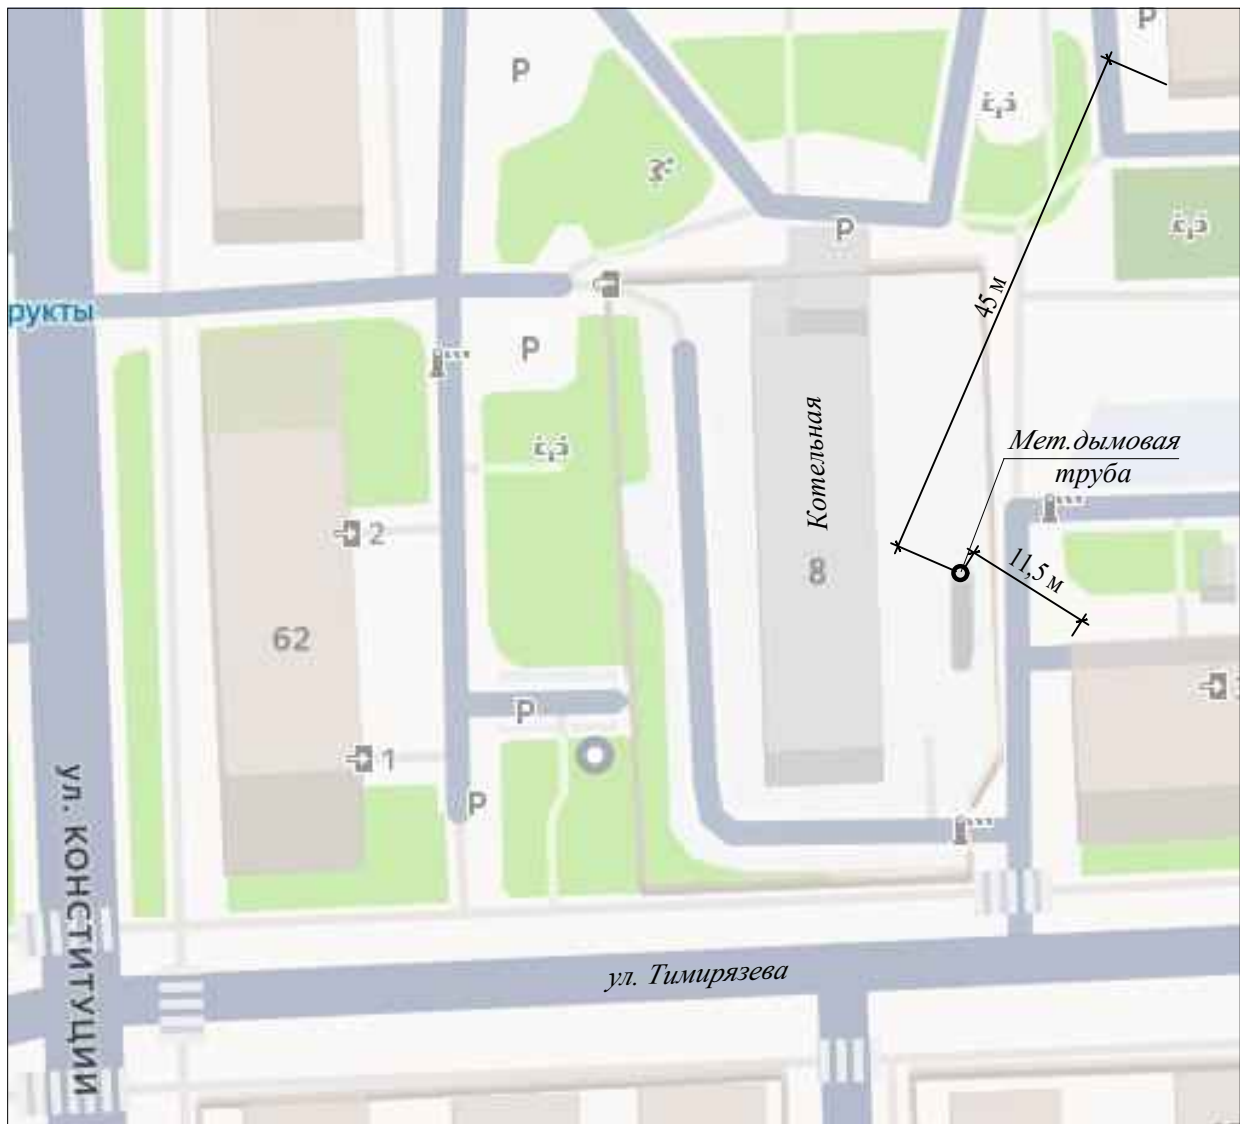 P
P
P
45 м
рукты
P
Мет.дымовая
труба
Котельная
2
11,5 м
8
62
P
1
P
ул. КОНСТИТУЦИИ
ул. Тимирязева